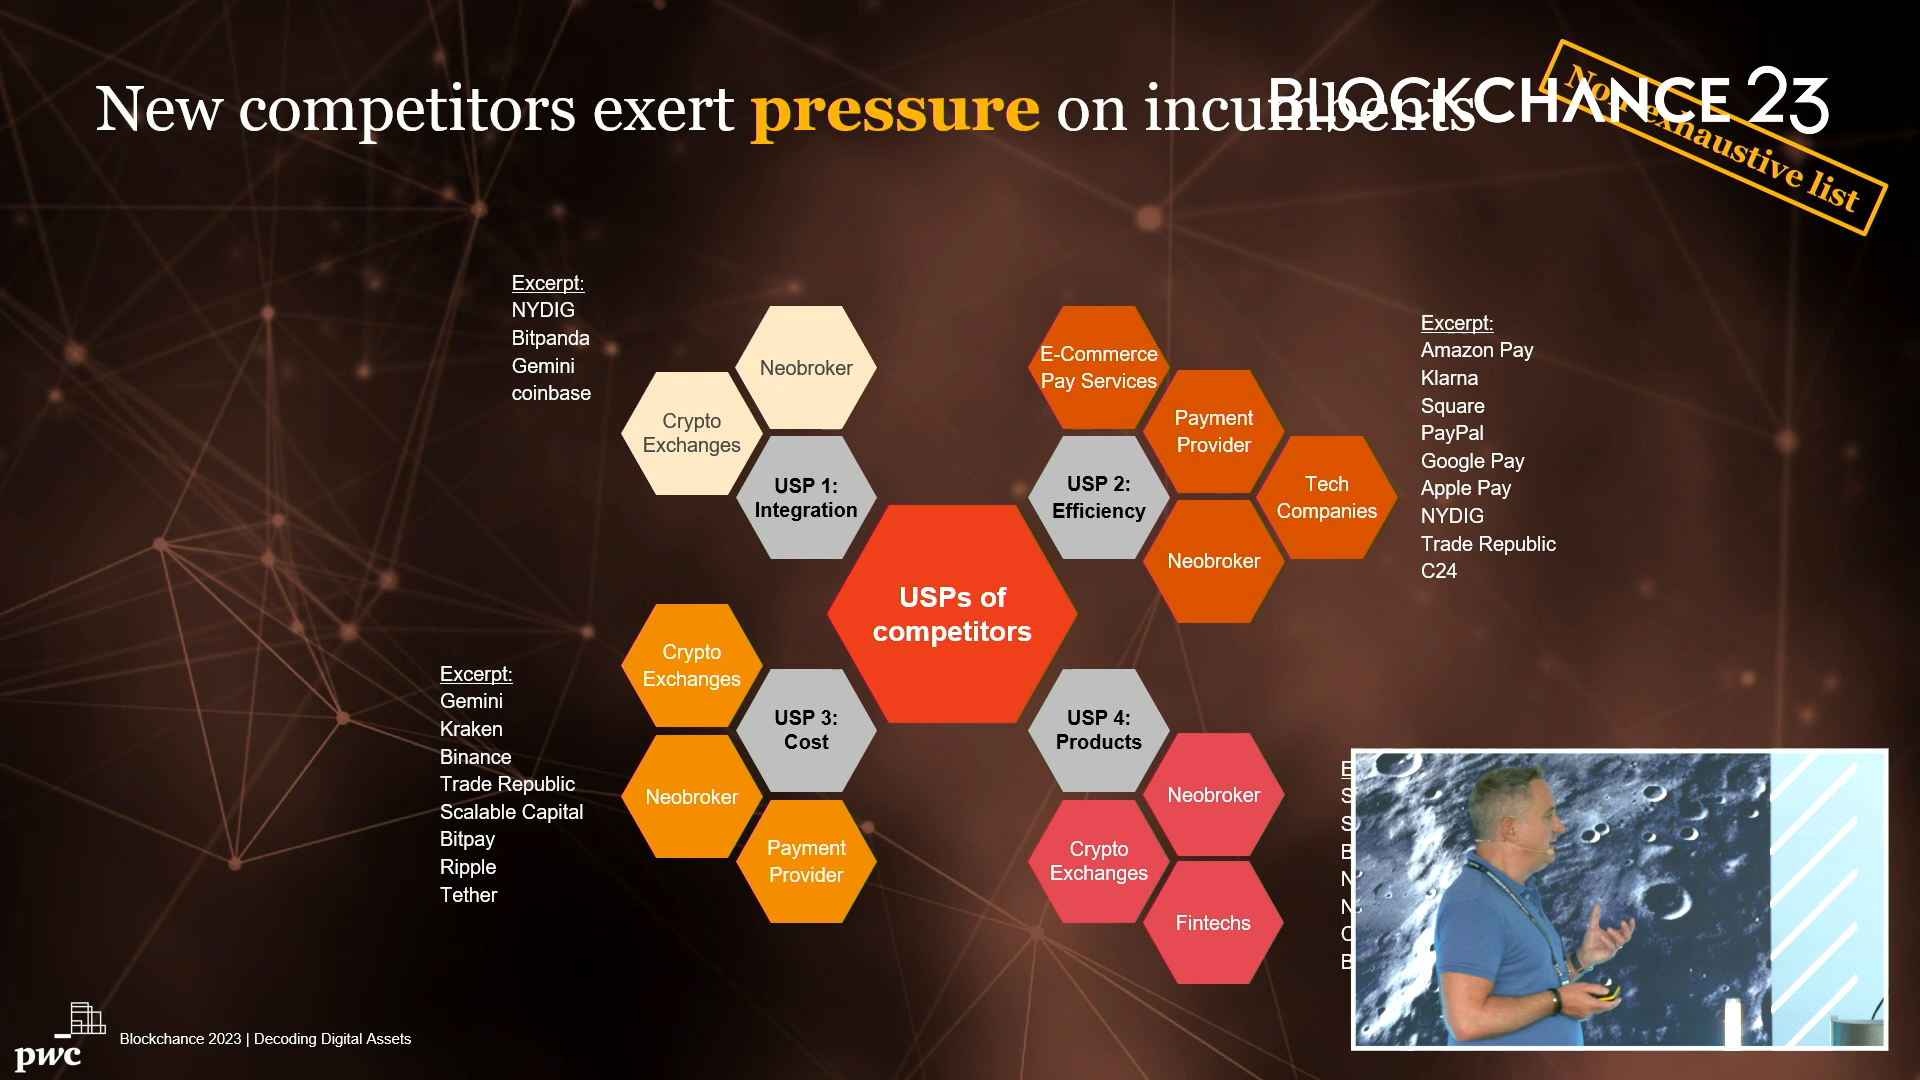 New competitors exert pressure on incumbents
BLOCKCHANCE 23
Non-exhaustive list
Excerpt:
NYDIG
Bitpanda
Gemini
coinbase
Neobroker
Crypto
Exchanges
USP 1:
Integration
E-Commerce
Pay Services
Payment
Provider
Tech
Companies
USP 2:
Efficiency
Neobroker
Excerpt:
Amazon Pay
Klarna
Square
PayPal
Google Pay
Apple Pay
NYDIG
Trade Republic
C24
USPs of
competitors
Excerpt:
Gemini
Kraken
Binance
Trade Republic
Scalable Capital
Bitpay
Ripple
Tether
Crypto
Exchanges
USP 3:
Cost
Neobroker
Payment
Provider
USP 4:
Products
Neobroker
Crypto
Exchanges
Fintechs
pwc
Blockchance 2023 | Decoding Digital Assets